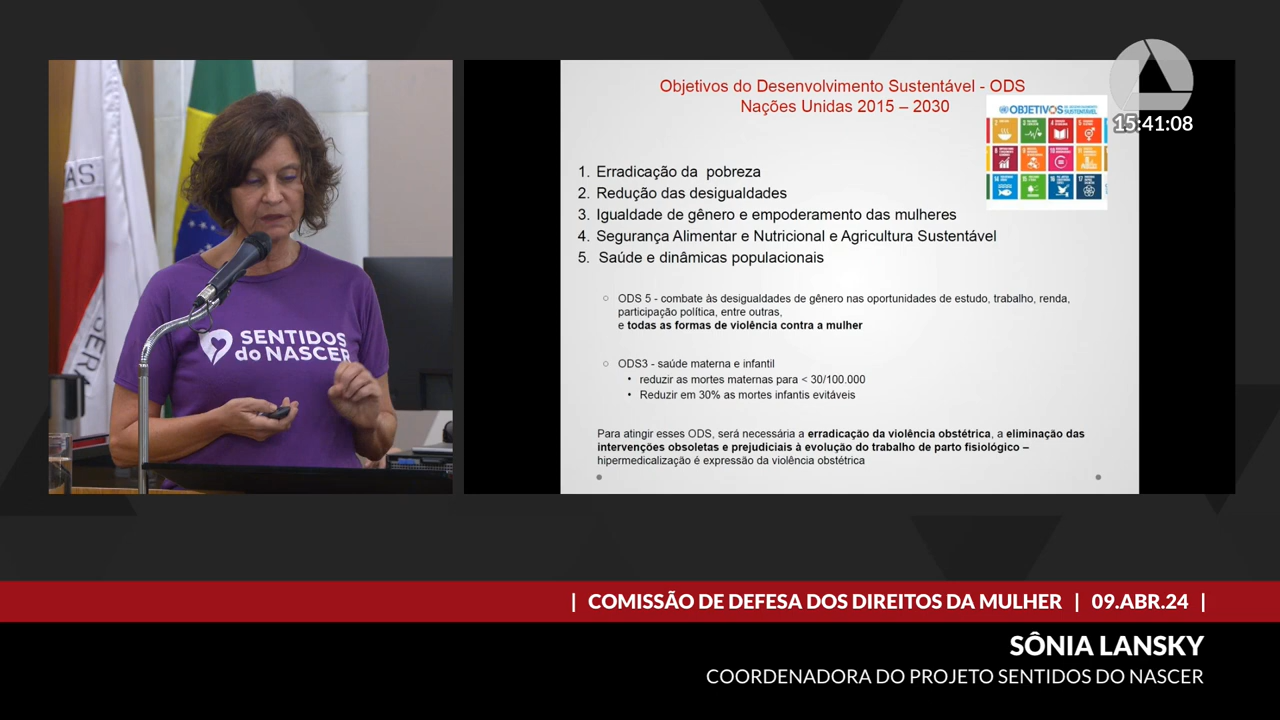 AS
SERA
SENTIDOS
do NASCER
Objetivos do Desenvolvimento Sustentável - ODS
Nações Unidas 2015 – 2030
OBJETIVOS
15:41:08
1. Erradicação da pobreza
2. Redução das desigualdades
3. Igualdade de gênero e empoderamento das mulheres
4. Segurança Alimentar e Nutricional e Agricultura Sustentável
5. Saúde e dinâmicas populacionais
○ ODS 5 - combate às desigualdades de gênero nas oportunidades de estudo, trabalho, renda,
participação política, entre outras,
e todas as formas de violência contra a mulher
○ ODS3 - saúde materna e infantil
• reduzir as mortes maternas para < 30/100.000
• Reduzir em 30% as mortes infantis evitáveis
Para atingir esses ODS, será necessária a erradicação da violência obstétrica, a eliminação das
intervenções obsoletas e prejudiciais à evolução do trabalho de parto fisiológico –
hipermedicalização é expressão da violência obstétrica
| COMISSÃO DE DEFESA DOS DIREITOS DA MULHER | 09.ABR.24 |
SÔNIA LANSKY
COORDENADORA DO PROJETO SENTIDOS DO NASCER